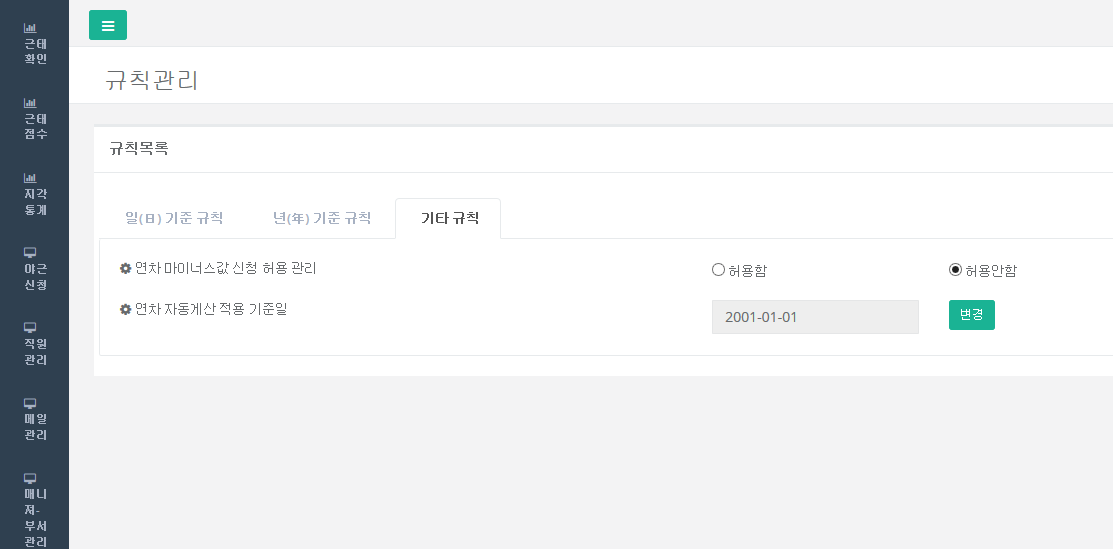 근태
확인
근태
점수
지각
통계
야근
신청
직원
관리
메일
관리
매니
저-
부서
관리
규칙관리
규칙목록
일(日) 기준 규칙 년(年) 기준 규칙 기타 규칙
연차 마이너스값 신청 허용 관리 허용함 허용안함
연차 자동계산 적용 기준일 2001-01-01 변경